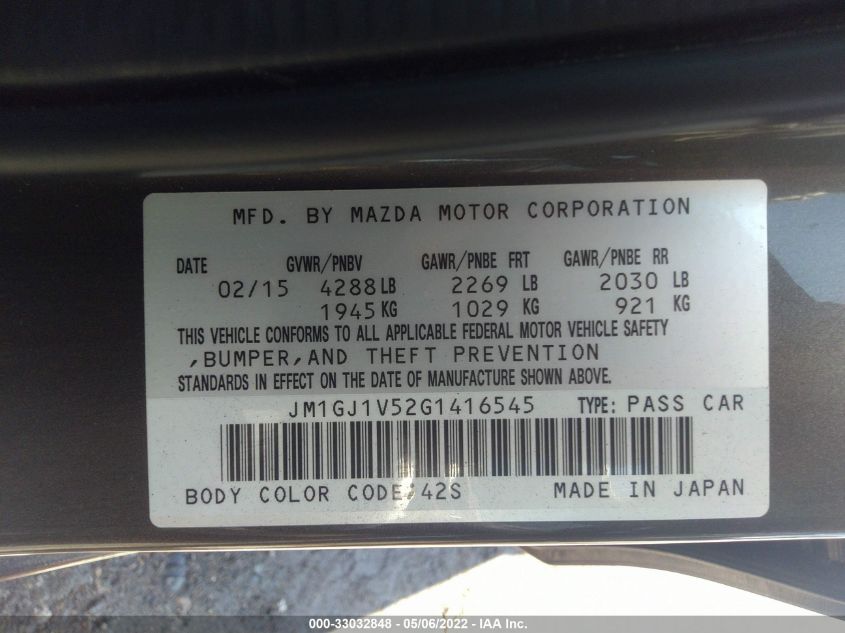 MFD. BY MAZDA MOTOR CORPORATION
DATE GVWR/PNBV GAWR/PNBE FRT GAWR/PNBE RR
02/15 4288 LB 2269 LB 2030 LB
1945 KG 1029 KG 921 KG
THIS VEHICLE CONFORMS TO ALL APPLICABLE FEDERAL MOTOR VEHICLE SAFETY
,BUMPER,AND THEFT PREVENTION
STANDARDS IN EFFECT ON THE DATE OF MANUFACTURE SHOWN ABOVE.
JM1GJ1V52G1416545 TYPE: PASS CAR
BODY COLOR CODE:42S MADE IN JAPAN
000-33032848 - 05/06/2022 - IAA Inc.